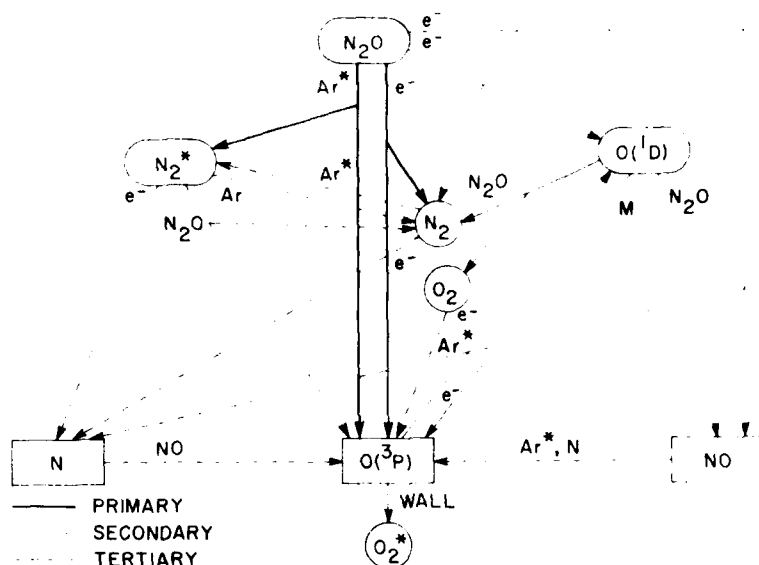 e⁻
e⁻
N₂O
Ar* e⁻
N₂* O(¹D)
Ar*
e⁻ Ar N₂O
N₂O N₂ M N₂O
e⁻
O₂
e⁻
Ar*
e⁻
N NO O(³P) Ar*, N NO
WALL
O₂*
PRIMARY
SECONDARY
TERTIARY